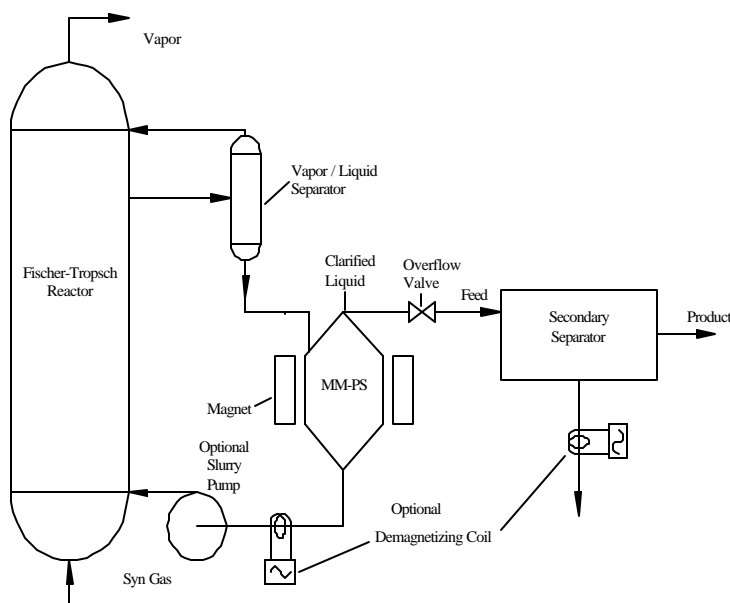 Vapor
Vapor / Liquid
Separator
Fischer-Tropsch
Reactor
Clarified
Liquid
Overflow
Valve
Feed
Secondary
Separator
Product
MM-PS
Magnet
Optional
Slurry
Pump
Optional
Demagnetizing Coil
Syn Gas